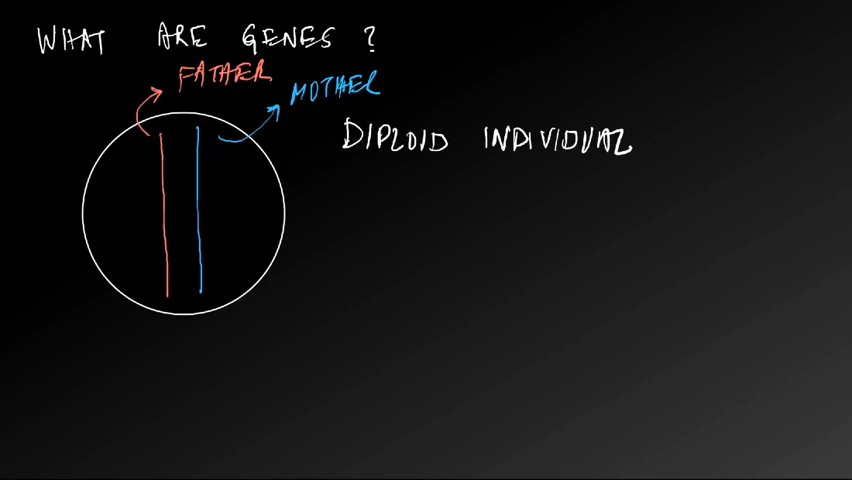 WHAT ARE GENES ?
FATHER
MOTHER
DIPLOID INDIVIDUAL